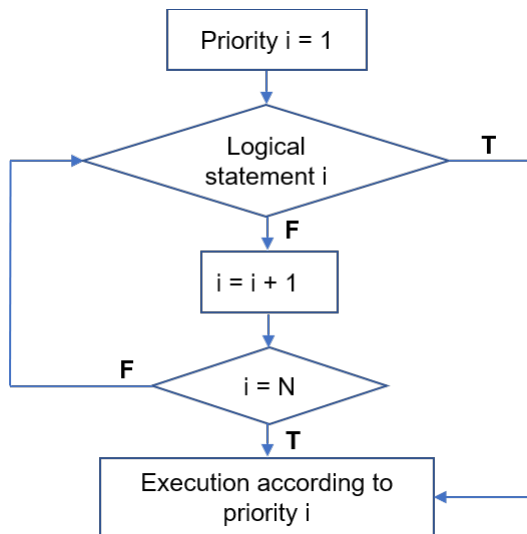 Priority i = 1
Logical
statement i
T
F
i = i + 1
F
i = N
T
Execution according to
priority i